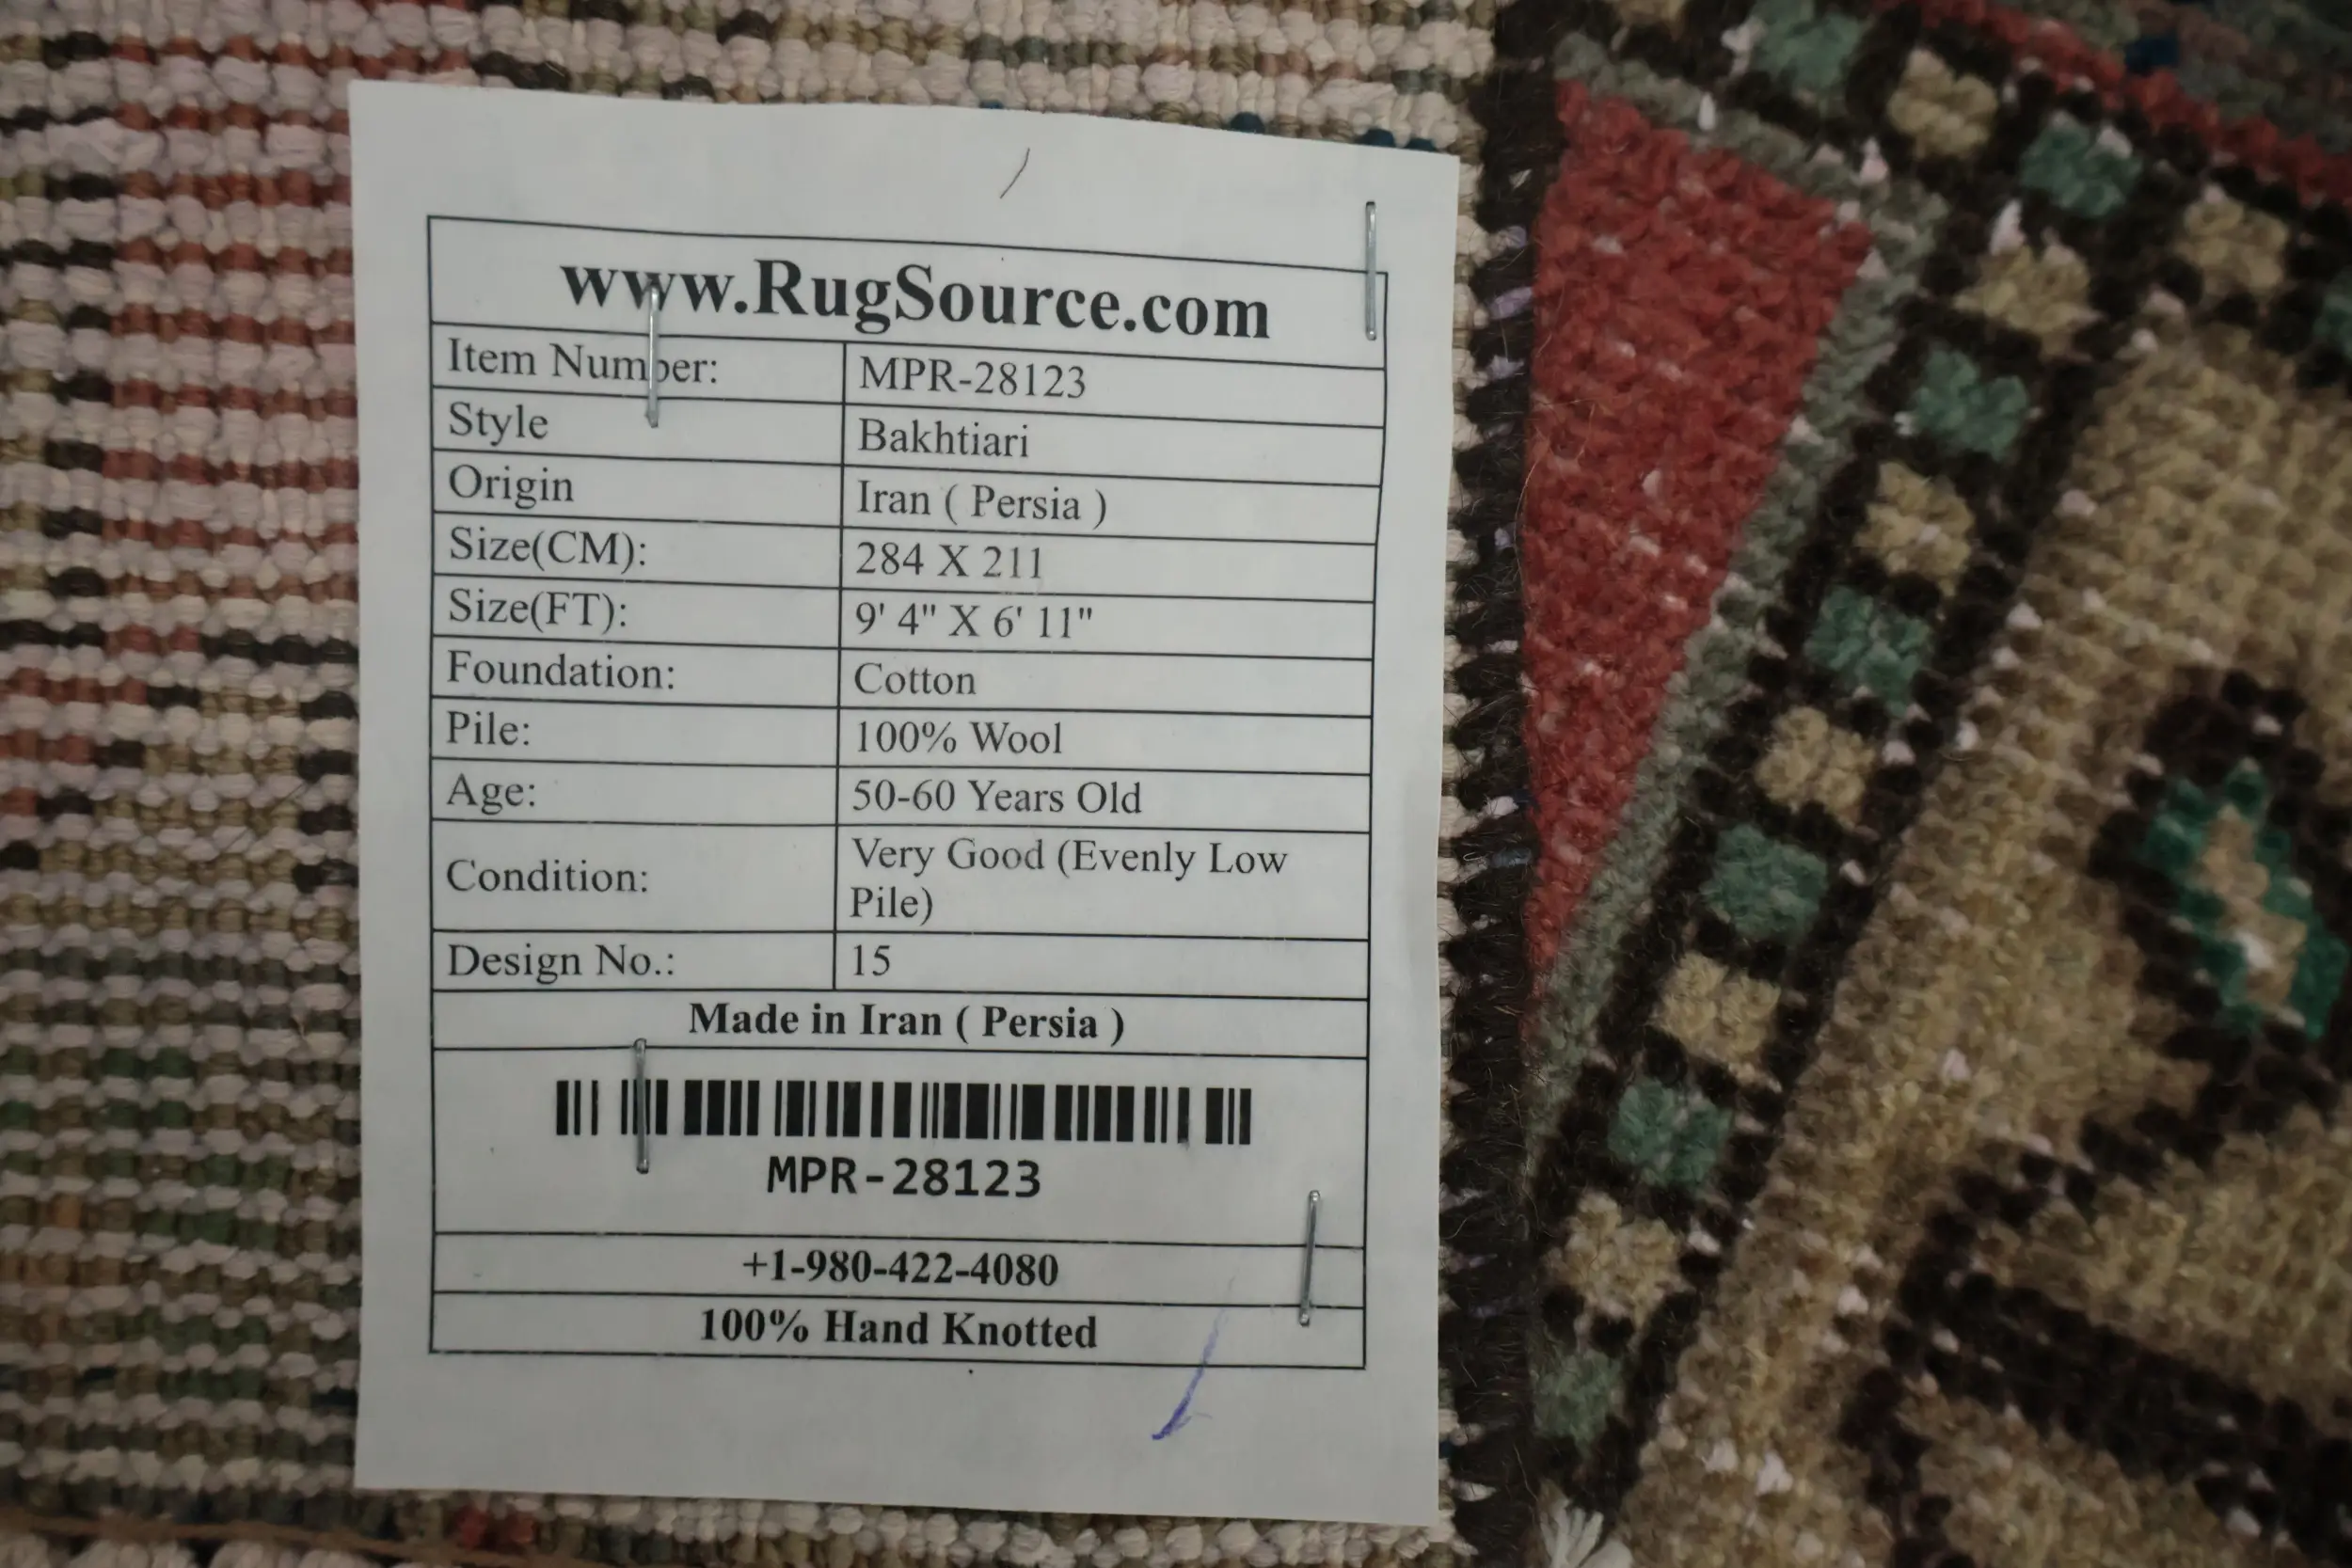 www.RugSource.com
Item Number: MPR-28123
Style Bakhtiari
Origin Iran ( Persia )
Size(CM): 284 X 211
Size(FT): 9' 4" X 6' 11"
Foundation: Cotton
Pile: 100% Wool
Age: 50-60 Years Old
Condition: Very Good (Evenly Low
Pile)
Design No.: 15
Made in Iran ( Persia )
MPR-28123
+1-980-422-4080
100% Hand Knotted